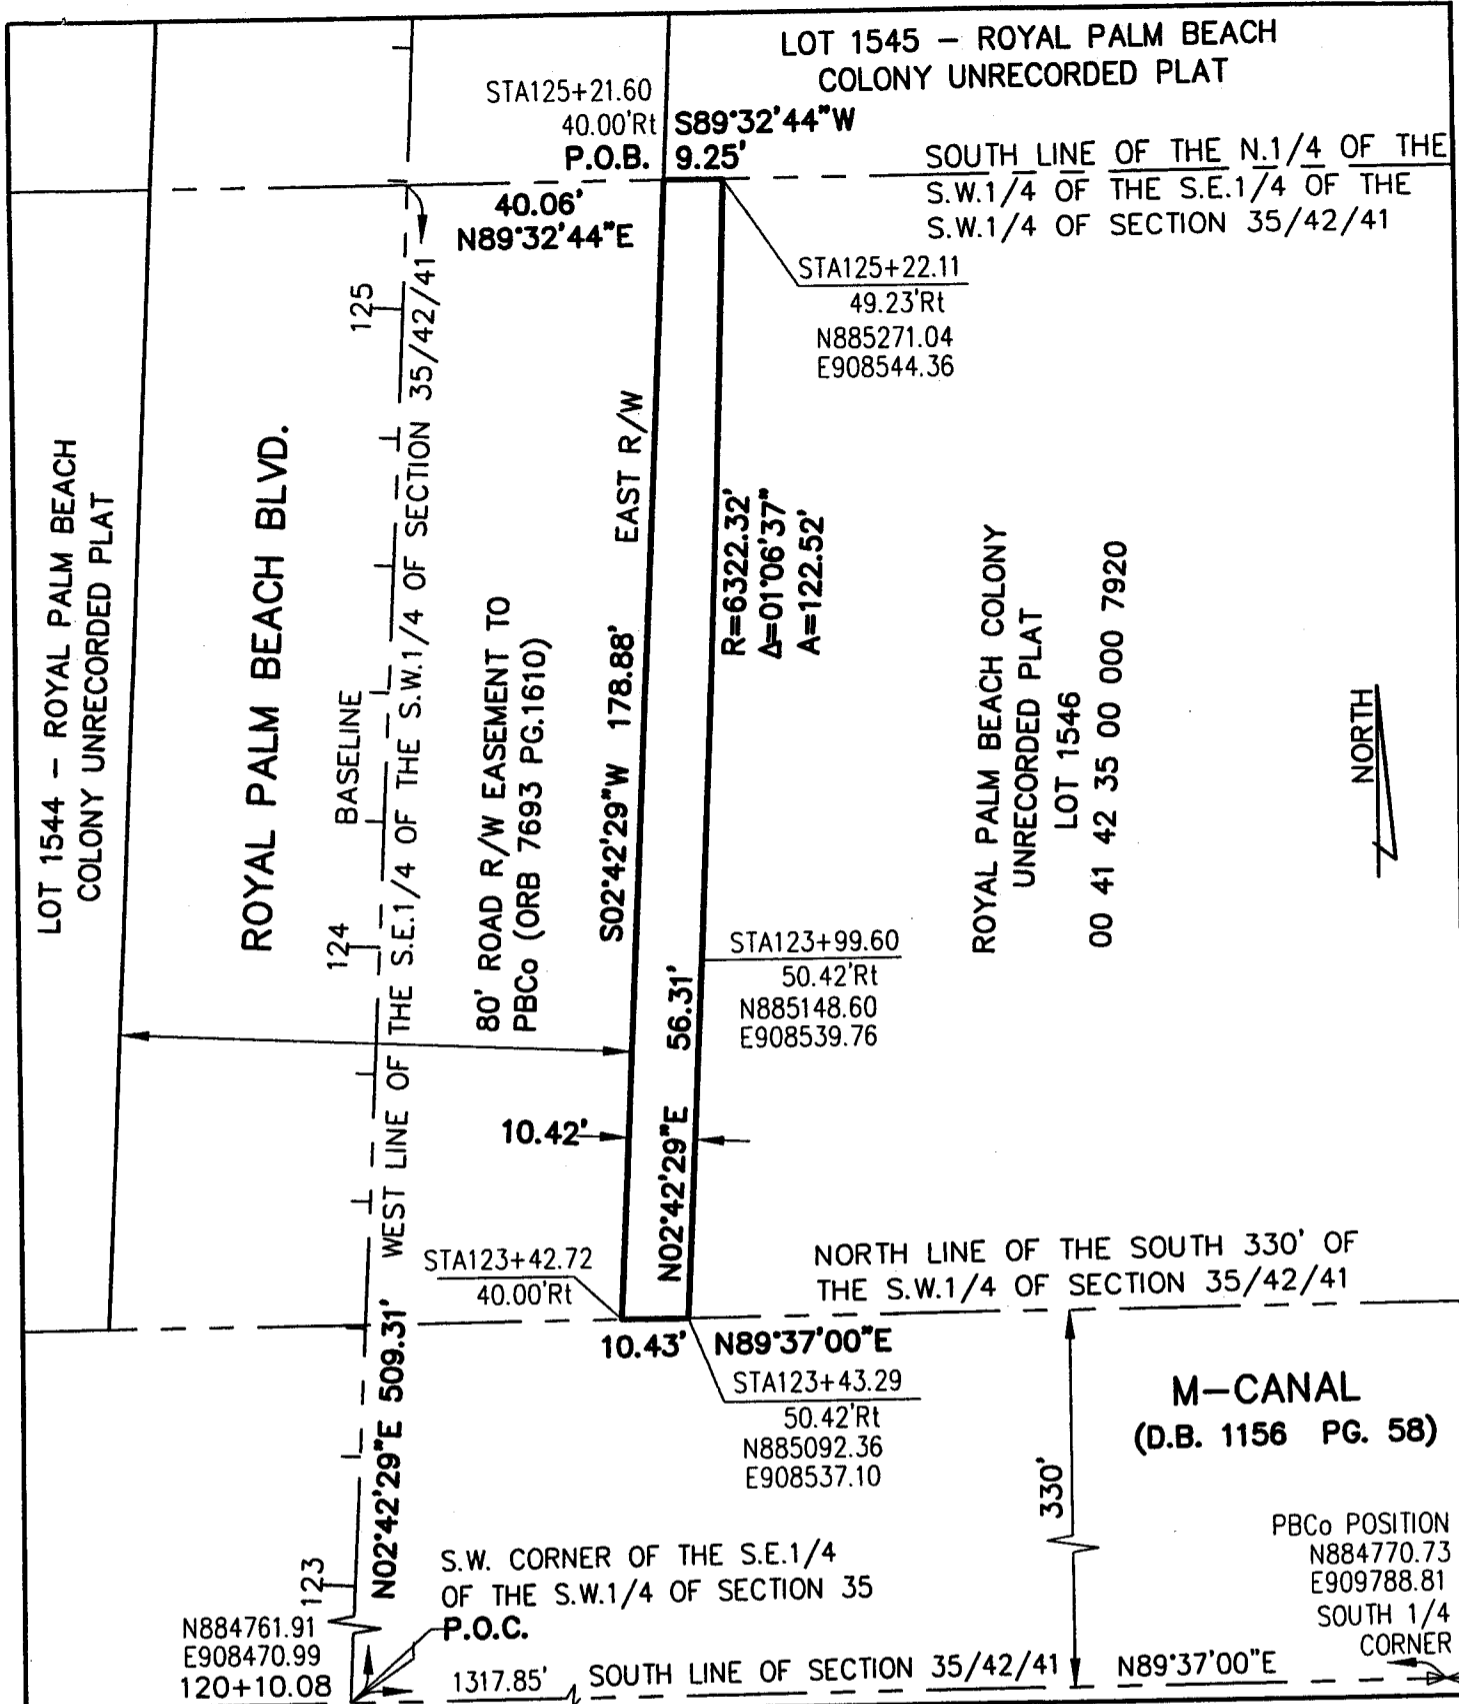 LOT 1545 – ROYAL PALM BEACH
COLONY UNRECORDED PLAT
STA125+21.60
40.00'Rt
P.O.B.
S89°32'44"W
9.25'
SOUTH LINE OF THE N.1/4 OF THE
S.W.1/4 OF THE S.E.1/4 OF THE
S.W.1/4 OF SECTION 35/42/41
40.06'
N89°32'44"E
STA125+22.11
49.23'Rt
N885271.04
E908544.36
LOT 1544 – ROYAL PALM BEACH
COLONY UNRECORDED PLAT
ROYAL PALM BEACH BLVD.
125
BASELINE
124
123
N02°42'29"E 509.31' WEST LINE OF THE S.E.1/4 OF THE S.W.1/4 OF SECTION 35/42/41
80' ROAD R/W EASEMENT TO
PBCo (ORB 7693 PG.1610)
S02°42'29"W 178.88' EAST R/W
R=6322.32'
Δ=01°06'37"
A=122.52'
ROYAL PALM BEACH COLONY
UNRECORDED PLAT
LOT 1546
00 41 42 35 00 000 7920
NORTH
STA123+99.60
50.42'Rt
N885148.60
E908539.76
N02°42'29"E 56.31'
10.42'
STA123+42.72
40.00'Rt
NORTH LINE OF THE SOUTH 330' OF
THE S.W.1/4 OF SECTION 35/42/41
10.43' N89°37'00"E
STA123+43.29
50.42'Rt
N885092.36
E908537.10
M–CANAL
(D.B. 1156 PG. 58)
330'
PBCo POSITION
N884770.73
E909788.81
SOUTH 1/4
CORNER
S.W. CORNER OF THE S.E.1/4
OF THE S.W.1/4 OF SECTION 35
P.O.C.
N884761.91
E908470.99
120+10.08
1317.85' SOUTH LINE OF SECTION 35/42/41 N89°37'00"E